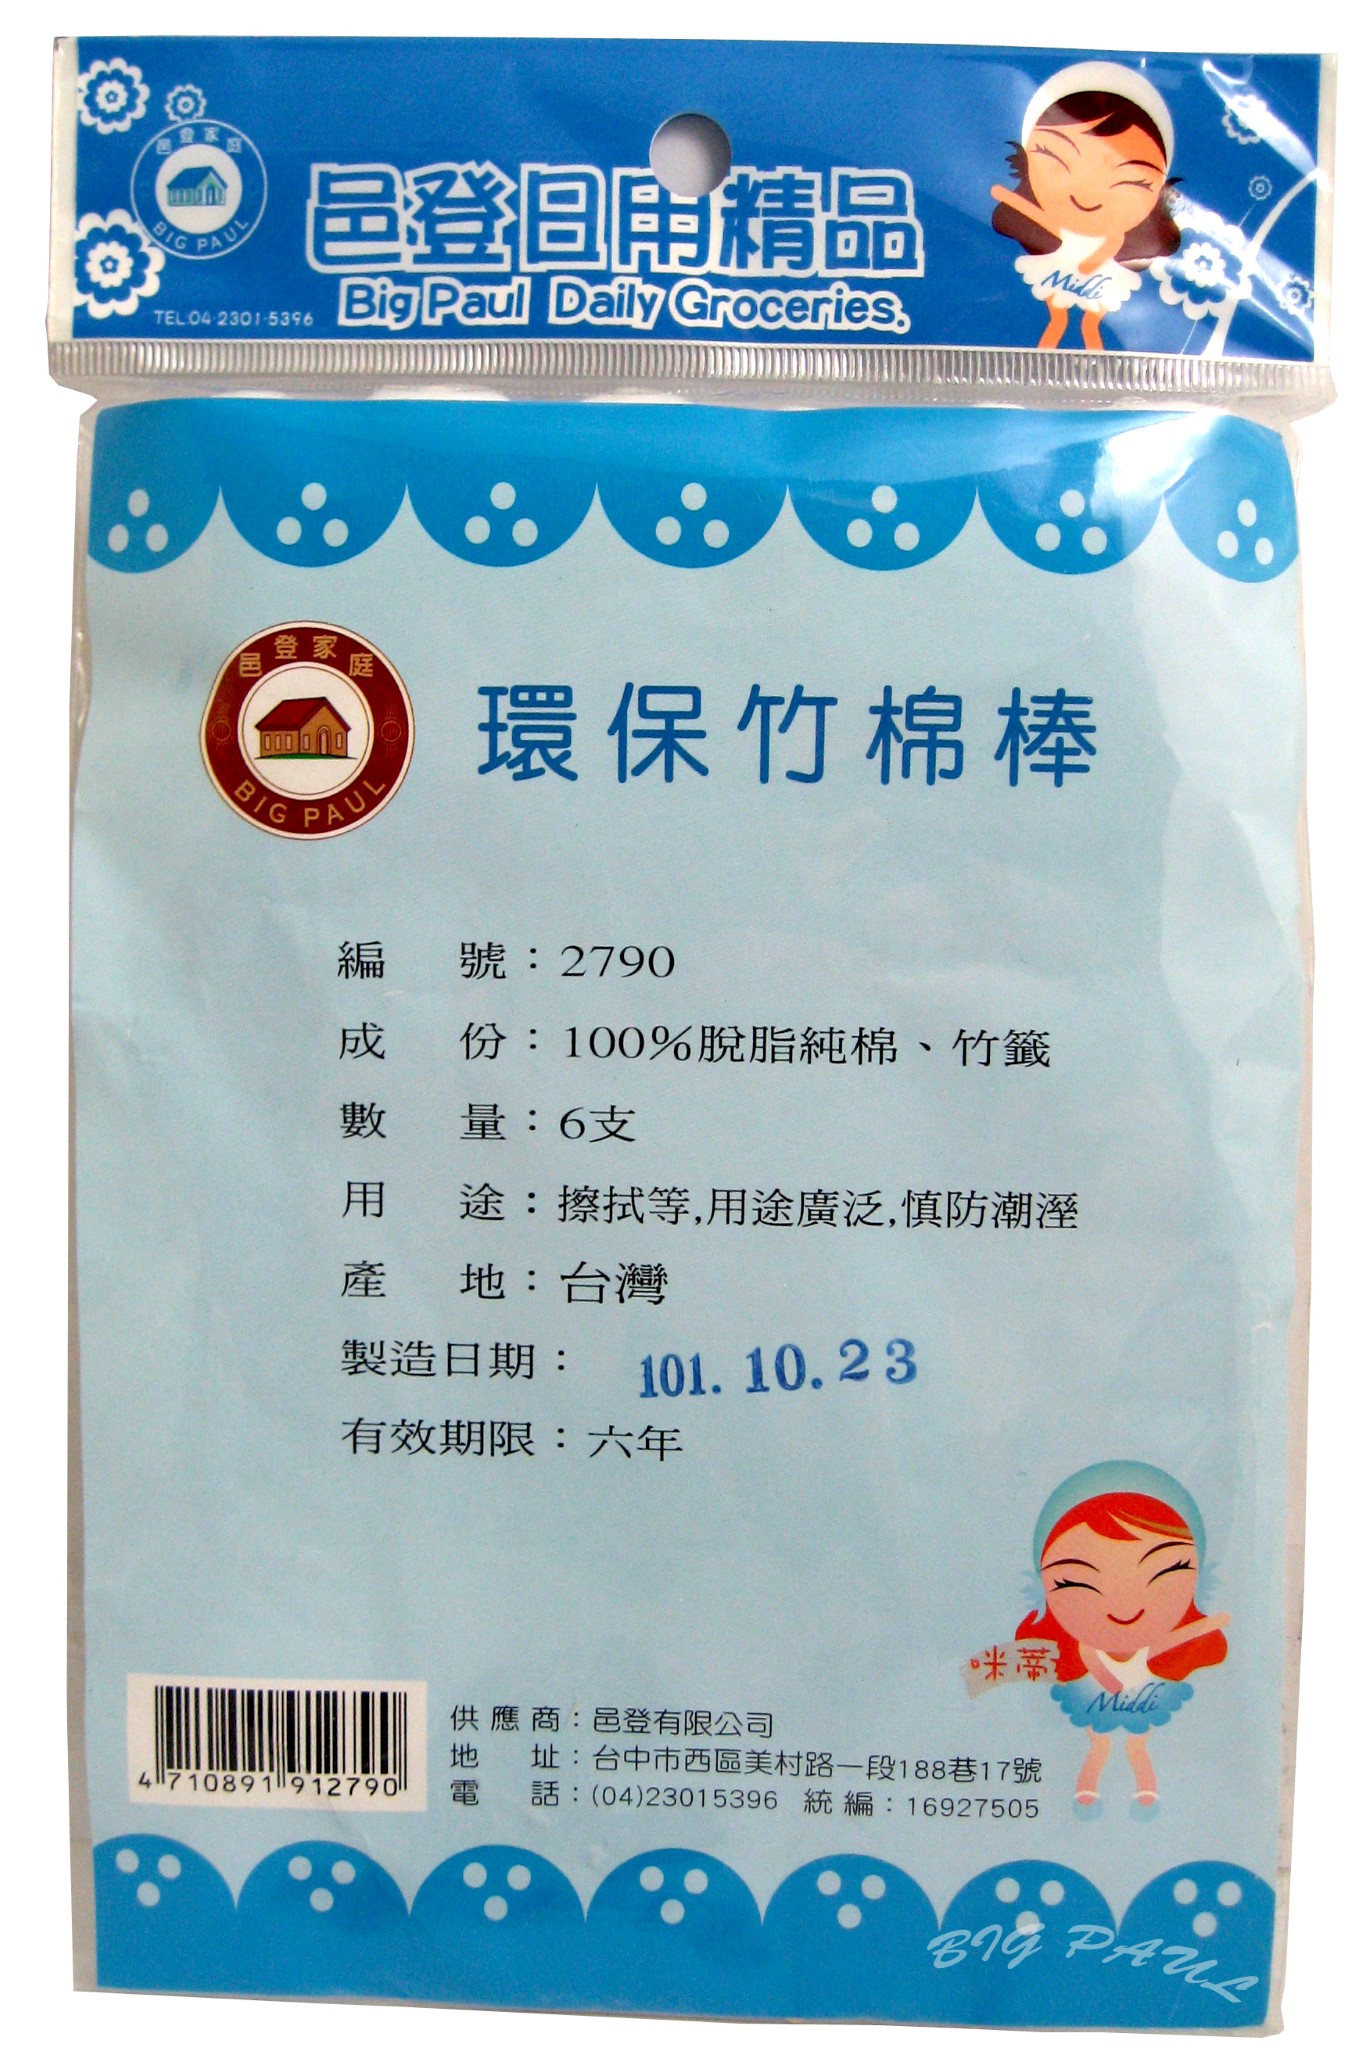 邑登家庭
BIG PAUL
邑登日用精品
Big Paul Daily Groceries.
TEL:04-2301-5396
Middi
邑登家庭
BIG PAUL
環保竹棉棒
編號：2790
成份：100%脫脂純棉、竹籤
數量：6支
用途：擦拭等,用途廣泛,慎防潮溼
產地：台灣
製造日期：101.10.23
有效期限：六年
咪蒂
Middi
4 710891 912790
供應商：邑登有限公司
地址：台中市西區美村路一段188巷17號
電話：(04)23015396 統編：16927505
BIG PAUL